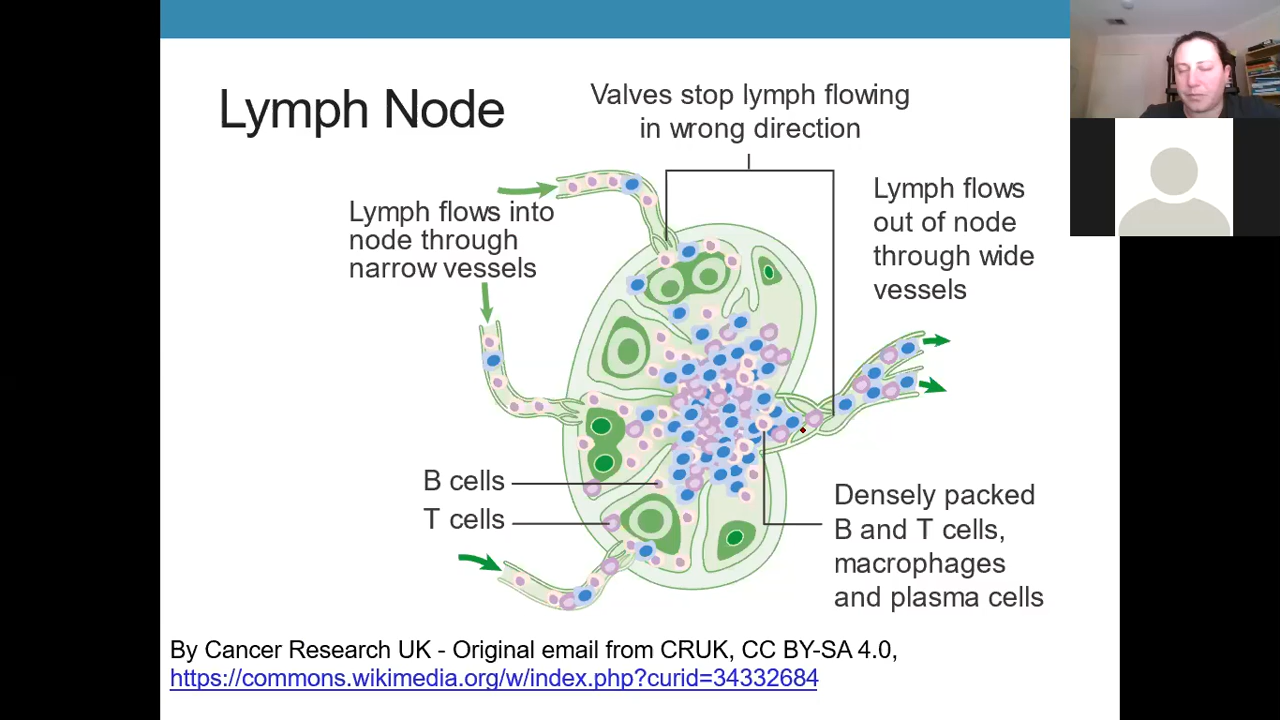 Lymph Node
Valves stop lymph flowing
in wrong direction
Lymph flows into
node through
narrow vessels
Lymph flows
out of node
through wide
vessels
B cells
T cells
Densely packed
B and T cells,
macrophages
and plasma cells
By Cancer Research UK - Original email from CRUK, CC BY-SA 4.0,
https://commons.wikimedia.org/w/index.php?curid=34332684